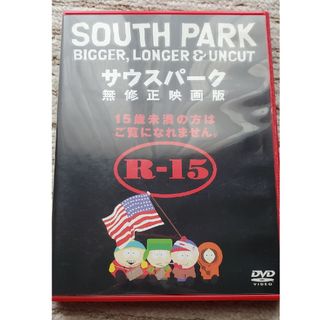 SOUTH PARK
BIGGER, LONGER & UNCUT
サウスパーク
無修正映画版
15歳未満の方は
ご覧になれません。
R-15
DVD
VIDEO